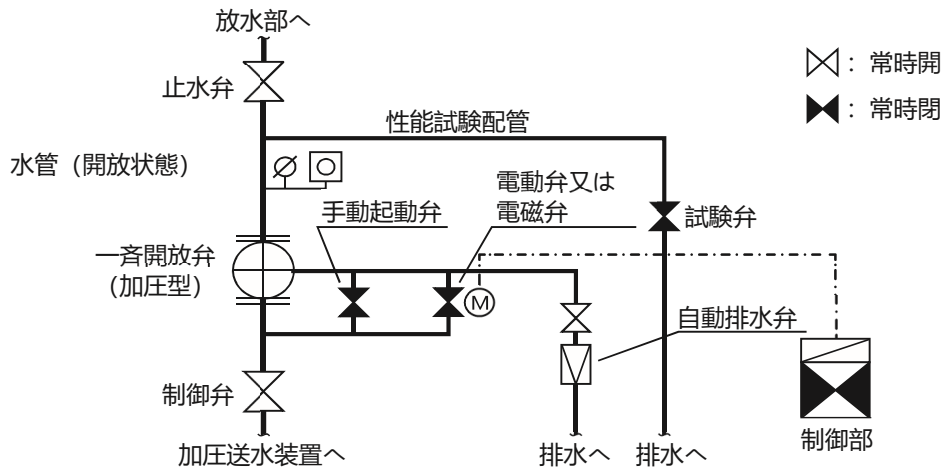 放水部へ
止水弁
：常時開
：常時閉
性能試験配管
水管（開放状態）
電動弁又は
電磁弁
手動起動弁
試験弁
一斉開放弁
（加圧型）
M
自動排水弁
制御弁
制御部
加圧送水装置へ
排水へ
排水へ